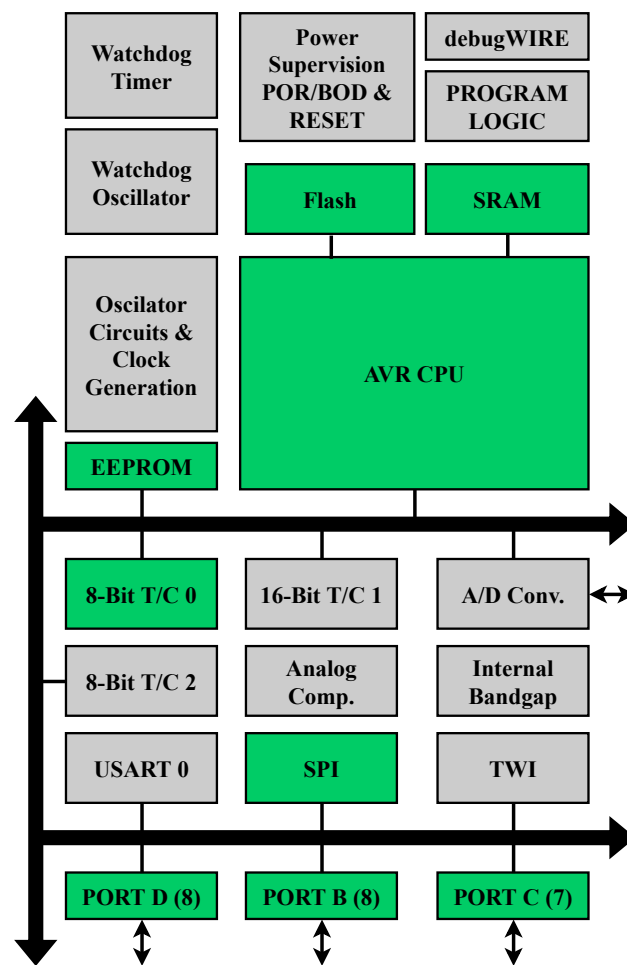 Watchdog
Timer
Power
Supervision
POR/BOD &
RESET
debugWIRE
PROGRAM
LOGIC
Watchdog
Oscillator
Flash
SRAM
Oscilator
Circuits &
Clock
Generation
AVR CPU
EEPROM
8-Bit T/C 0
16-Bit T/C 1
A/D Conv.
8-Bit T/C 2
Analog
Comp.
Internal
Bandgap
USART 0
SPI
TWI
PORT D (8)
PORT B (8)
PORT C (7)